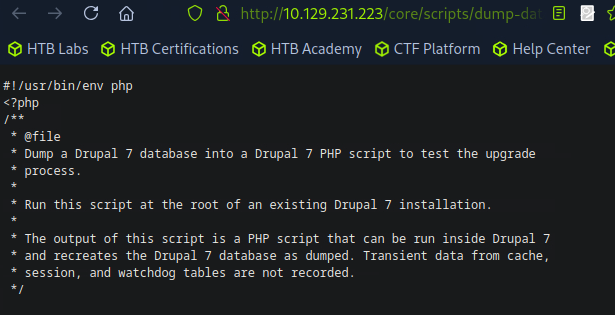 http://10.129.231.223/core/scripts/dump-da
HTB Labs HTB Certifications HTB Academy CTF Platform Help Center
#!/usr/bin/env php
<?php
/**
 * @file
 * Dump a Drupal 7 database into a Drupal 7 PHP script to test the upgrade
 * process.
 *
 * Run this script at the root of an existing Drupal 7 installation.
 *
 * The output of this script is a PHP script that can be run inside Drupal 7
 * and recreates the Drupal 7 database as dumped. Transient data from cache,
 * session, and watchdog tables are not recorded.
 */